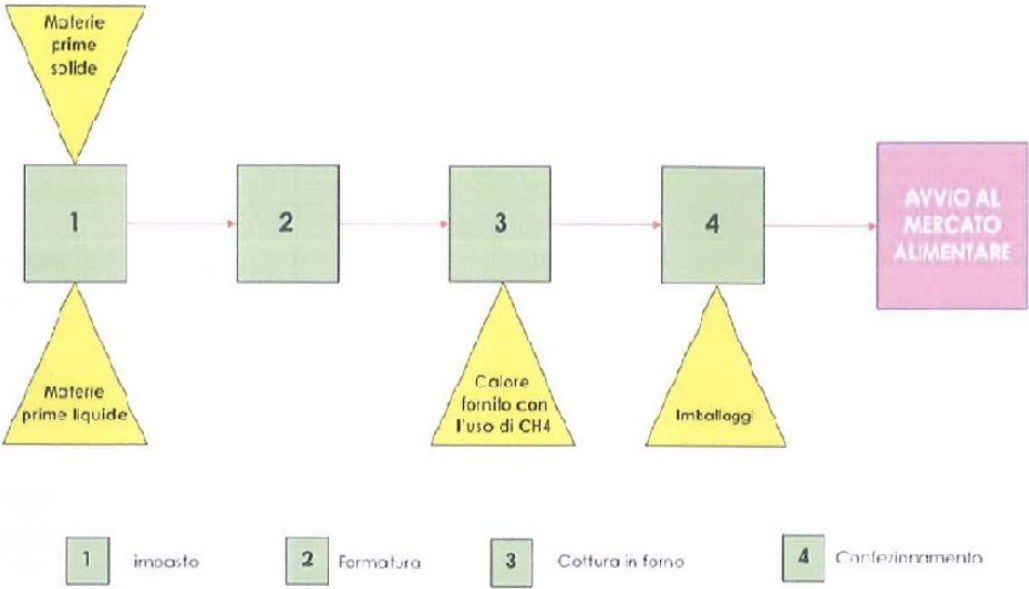 Materie
prime
solide
1
2
3
4
AVVIO AL
MERCATO
ALIMENTARE
Materie
prime liquide
Calore
fornito con
l'uso di CH4
Imballaggi
1 impasto
2 Formatura
3 Cottura in forno
4 Confezionamento